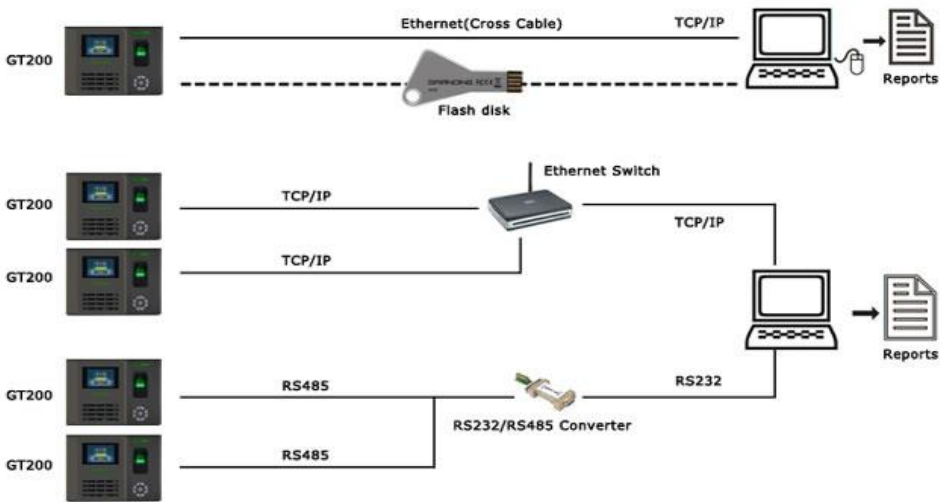 Ethernet(Cross Cable) TCP/IP
GT200
Reports
Flash disk
Ethernet Switch
TCP/IP
GT200
TCP/IP
TCP/IP
GT200
Reports
RS485
RS232
GT200
RS232/RS485 Converter
RS485
GT200